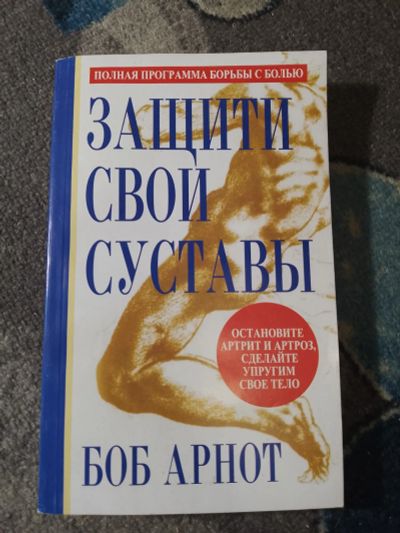 ПОЛНАЯ ПРОГРАММА БОРЬБЫ С БОЛЬЮ
ЗАЩИТИ
СВОИ
СУСТАВЫ
ОСТАНОВИТЕ
АРТРИТ И АРТРОЗ,
СДЕЛАЙТЕ
УПРУГИМ
СВОЕ ТЕЛО
БОБ АРНОТ